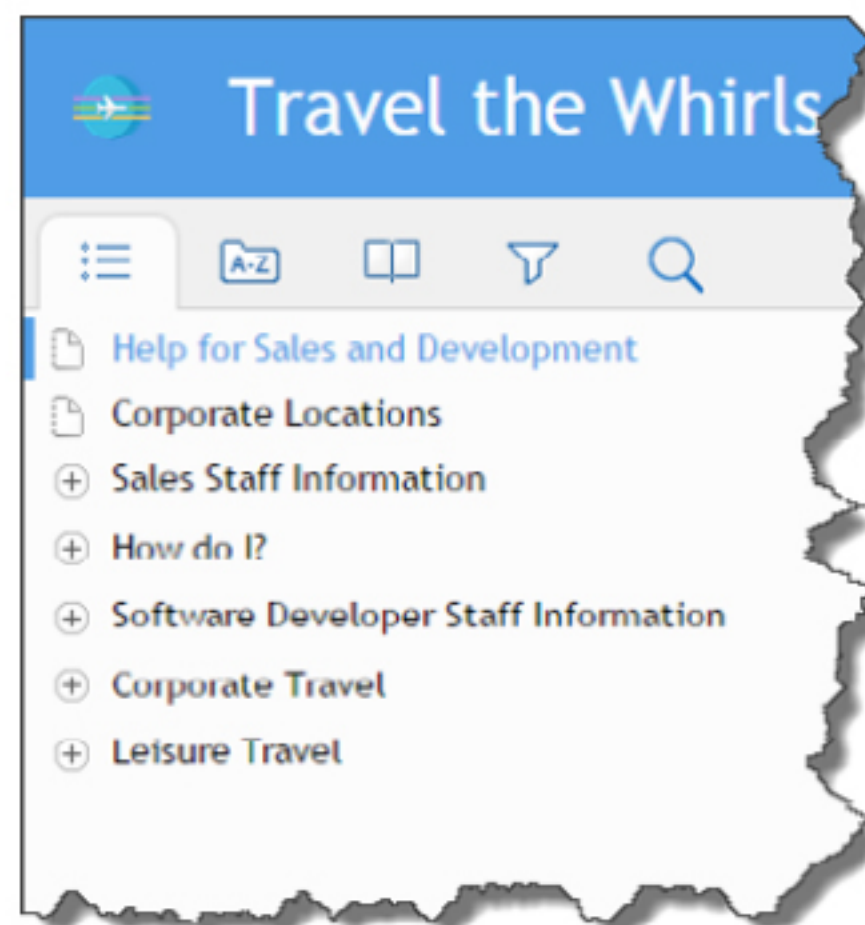 Travel the Whirls
A-Z
Help for Sales and Development
Corporate Locations
Sales Staff Information
How do I?
Software Developer Staff Information
Corporate Travel
Leisure Travel